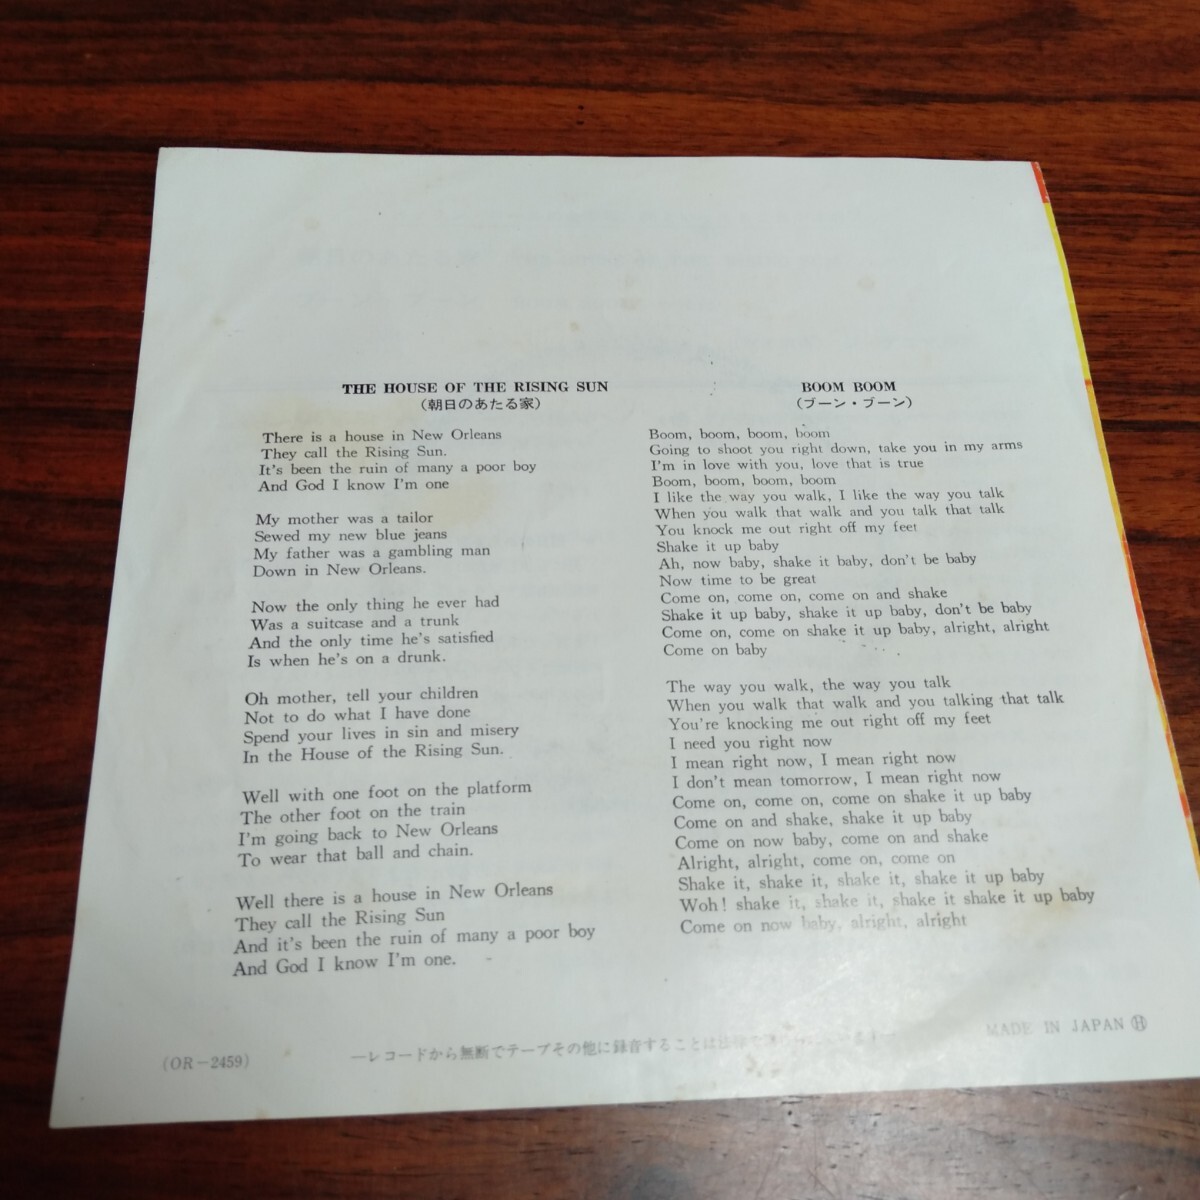 THE HOUSE OF THE RISING SUN
(朝日のあたる家)
There is a house in New Orleans
They call the Rising Sun.
It's been the ruin of many a poor boy
And God I know I'm one
My mother was a tailor
Sewed my new blue jeans
My father was a gambling man
Down in New Orleans.
Now the only thing he ever had
Was a suitcase and a trunk
And the only time he's satisfied
Is when he's on a drunk.
Oh mother, tell your children
Not to do what I have done
Spend your lives in sin and misery
In the House of the Rising Sun.
Well with one foot on the platform
The other foot on the train
I'm going back to New Orleans
To wear that ball and chain.
Well there is a house in New Orleans
They call the Rising Sun
And it's been the ruin of many a poor boy
And God I know I'm one.
BOOM BOOM
(ブーン・ブーン)
Boom, boom, boom, boom
Going to shoot you right down, take you in my arms
I'm in love with you, love that is true
Boom, boom, boom, boom
I like the way you walk, I like the way you talk
When you walk that walk and you talk that talk
You knock me out right off my feet
Shake it up baby
Ah, now baby, shake it baby, don't be baby
Now time to be great
Come on, come on, come on and shake
Shake it up baby, shake it up baby, don't be baby
Come on, come on shake it up baby, alright, alright
Come on baby
The way you walk, the way you talk
When you walk that walk and you talking that talk
You're knocking me out right off my feet
I need you right now
I mean right now, I mean right now
I don't mean tomorrow, I mean right now
Come on, come on, come on shake it up baby
Come on and shake, shake it up baby
Come on now baby, come on and shake
Alright, alright, come on, come on
Shake it, shake it, shake it, shake it up baby
Woh! shake it, shake it, shake it shake it up baby
Come on now baby, alright, alright
MADE IN JAPAN Ⓗ
(OR-2459)
—レコードから無断でテープその他に録音することは